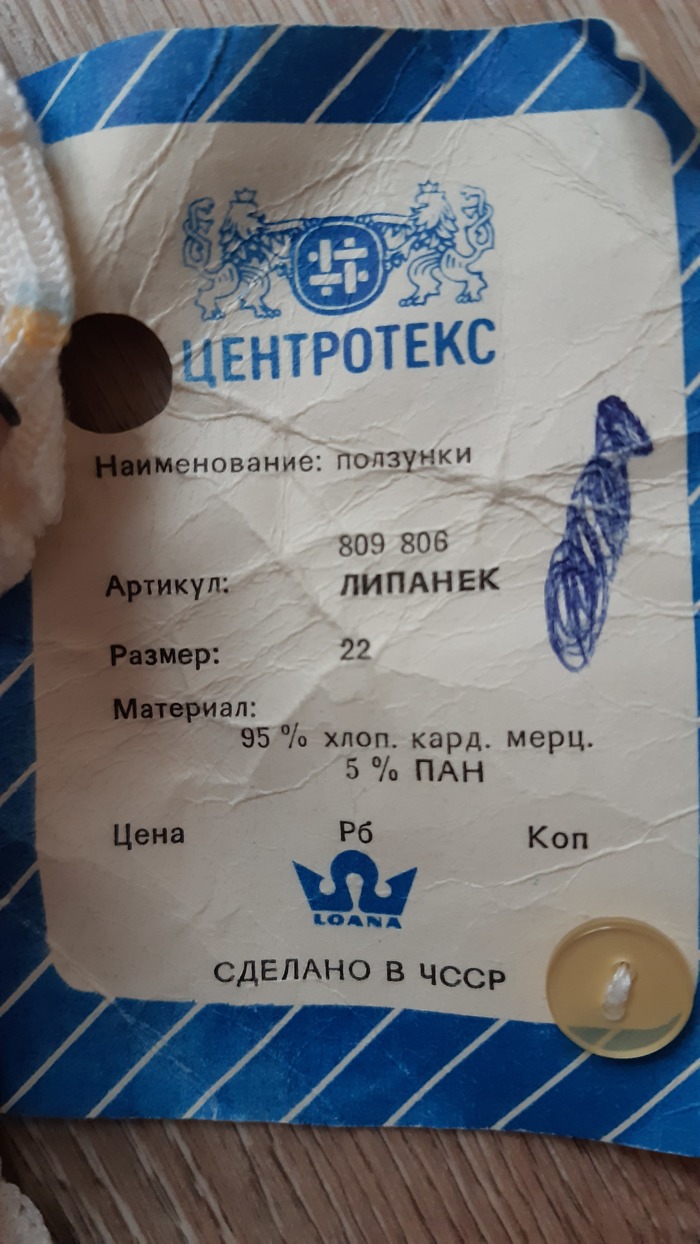 ЦЕНТРОТЕКС
Наименование: ползунки
809 806
Артикул: ЛИПАНЕК
Размер: 22
Материал:
95 % хлоп. кард. мерц.
5 % ПАН
Цена Рб Коп
LOANA
СДЕЛАНО В ЧССР